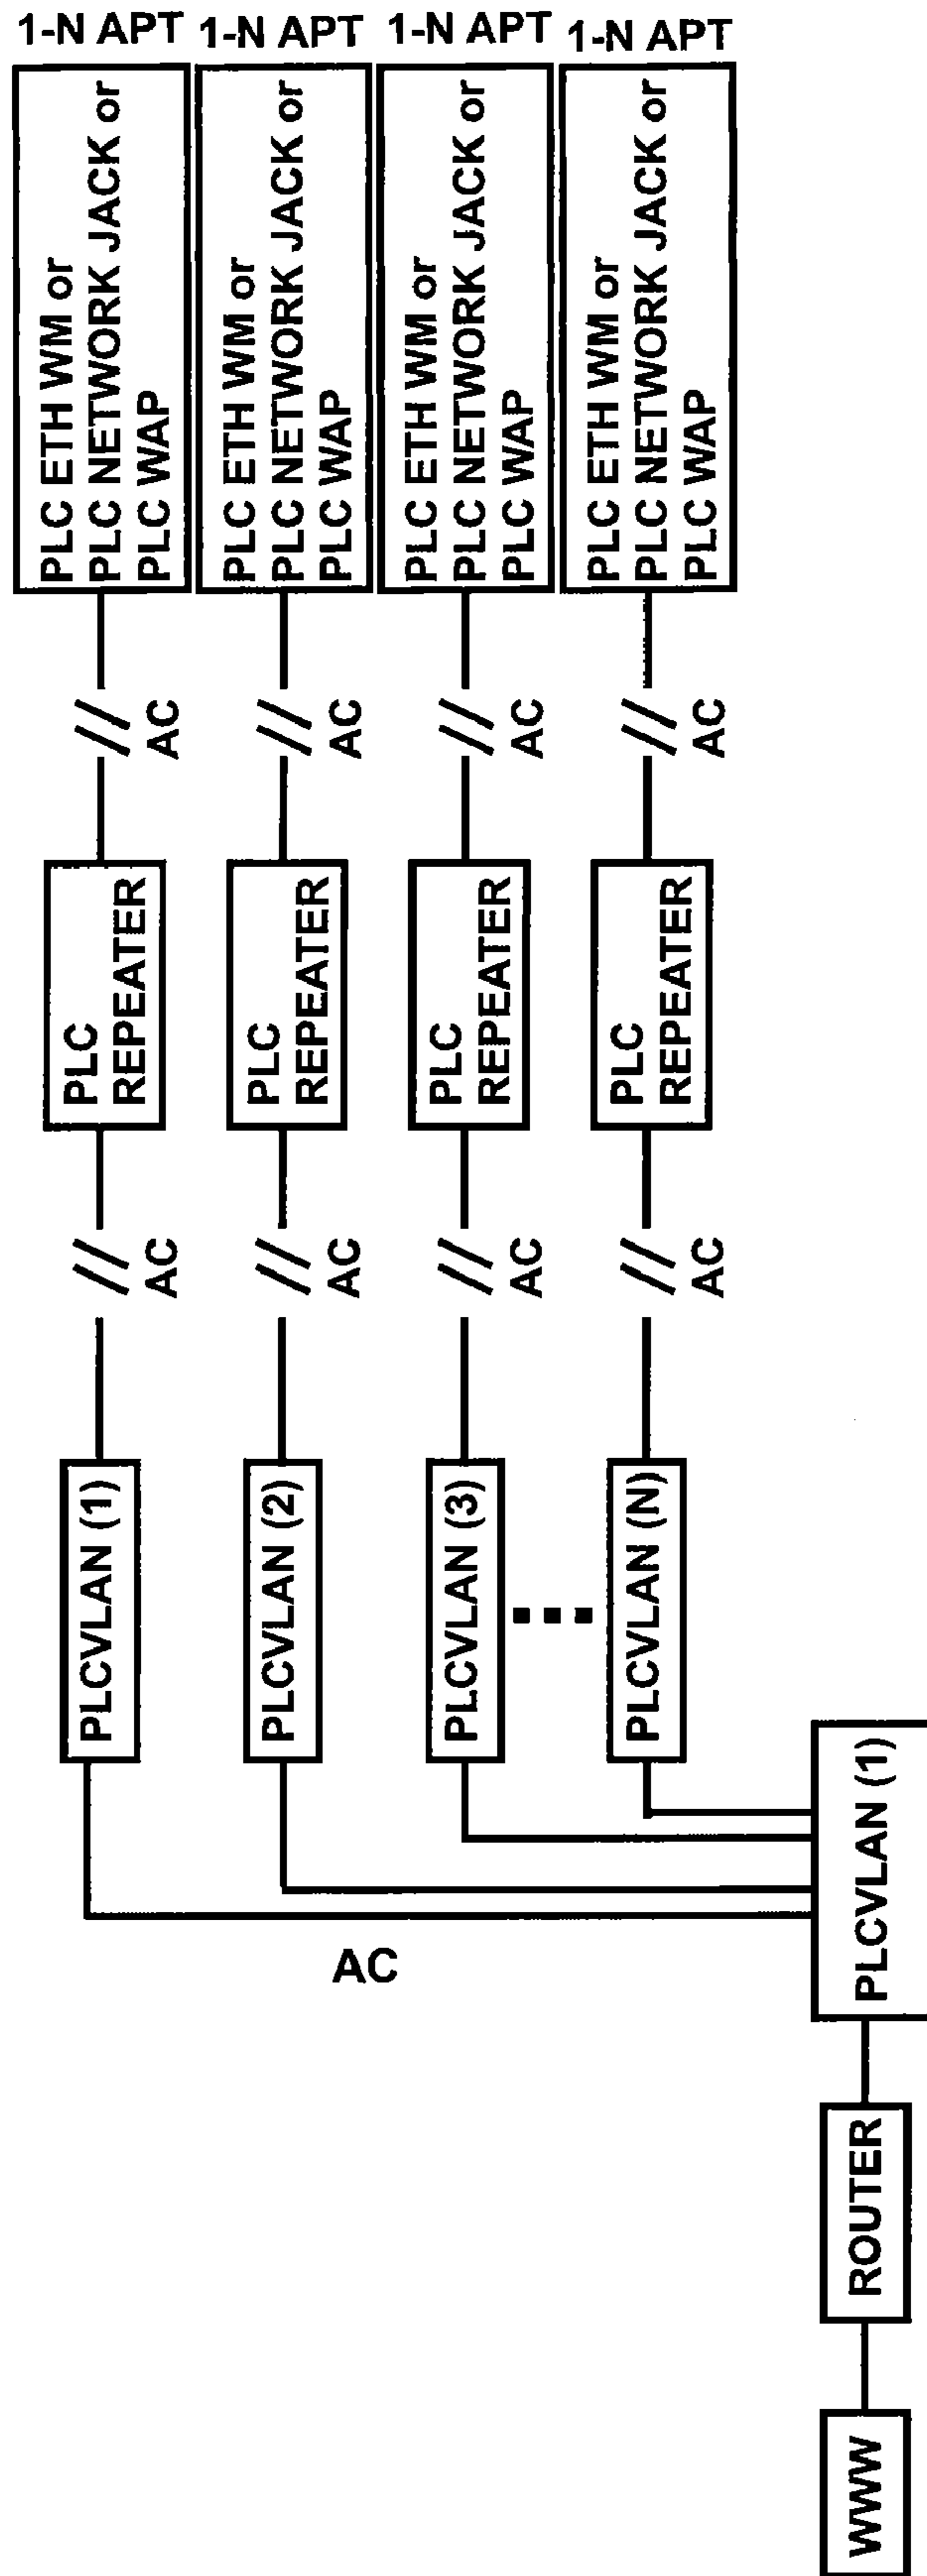 1-N APT
1-N APT
1-N APT
1-N APT
PLC ETH WM or
PLC NETWORK JACK or
PLC WAP
PLC ETH WM or
PLC NETWORK JACK or
PLC WAP
PLC ETH WM or
PLC NETWORK JACK or
PLC WAP
PLC ETH WM or
PLC NETWORK JACK or
PLC WAP
AC
AC
AC
AC
PLC
REPEATER
PLC
REPEATER
PLC
REPEATER
PLC
REPEATER
AC
AC
AC
AC
PLCVLAN (1)
PLCVLAN (2)
PLCVLAN (3)
PLCVLAN (N)
AC
PLCVLAN (1)
ROUTER
WWW